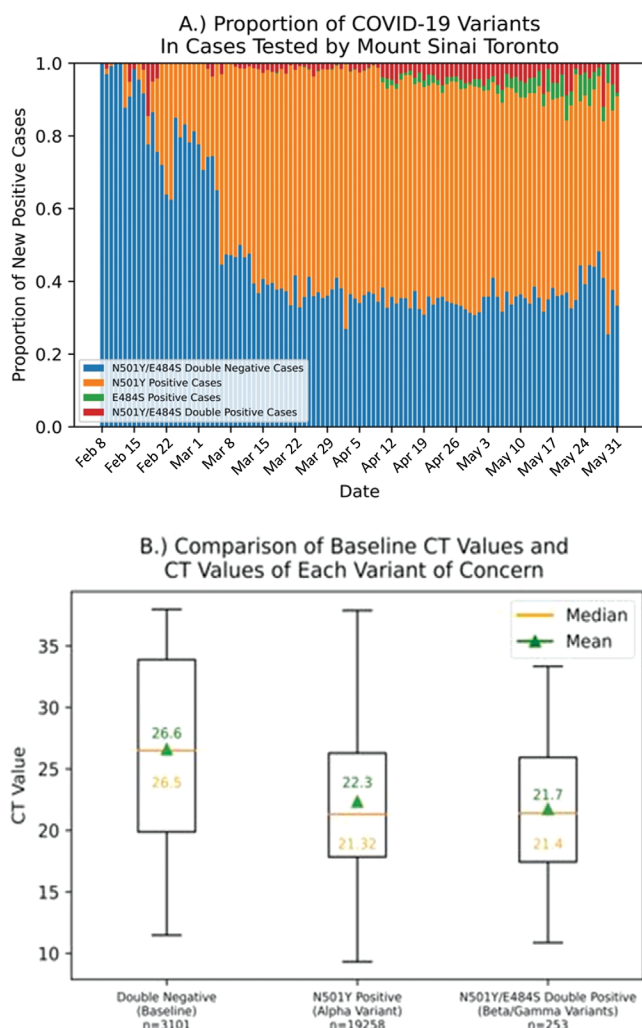 A.) Proportion of COVID-19 Variants
In Cases Tested by Mount Sinai Toronto
Proportion of New Positive Cases
1.0
0.8
0.6
0.4
0.2
0.0
N501Y/E484S Double Negative Cases
N501Y Positive Cases
E484S Positive Cases
N501Y/E484S Double Positive Cases
Feb 8
Feb 15
Feb 22
Mar 1
Mar 8
Mar 15
Mar 22
Mar 29
Apr 5
Apr 12
Apr 19
Apr 26
May 3
May 10
May 17
May 24
May 31
Date
B.) Comparison of Baseline CT Values and
CT Values of Each Variant of Concern
CT Value
35
30
25
20
15
10
Median
Mean
26.6
26.5
22.3
21.32
21.7
21.4
Double Negative
(Baseline)
n=3101
N501Y Positive
(Alpha Variant)
n=19258
N501Y/E484S Double Positive
(Beta/Gamma Variants)
n=253